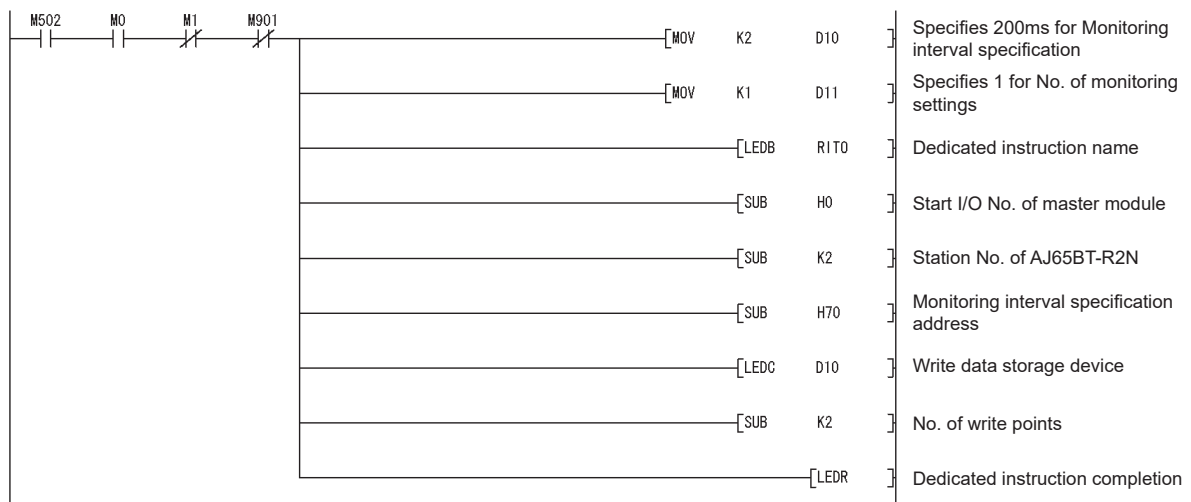 M502 M0 M1 M901
MOV K2 D10 Specifies 200ms for Monitoring
interval specification
MOV K1 D11 Specifies 1 for No. of monitoring
settings
LEDB RITO Dedicated instruction name
SUB H0 Start I/O No. of master module
SUB K2 Station No. of AJ65BT-R2N
SUB H70 Monitoring interval specification
address
LEDC D10 Write data storage device
SUB K2 No. of write points
LEDR Dedicated instruction completion